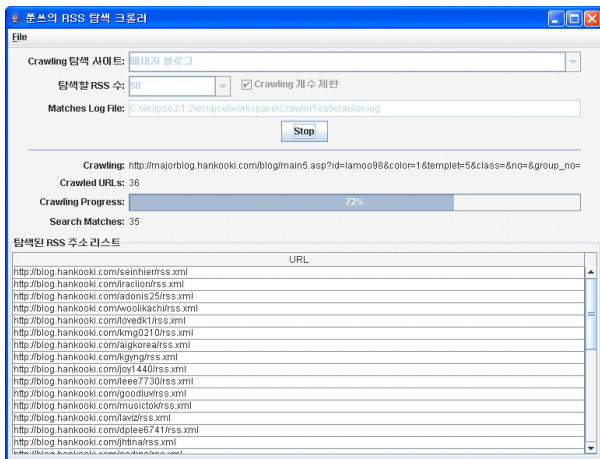 푼쓰의 RSS 탐색 크롤러
File
Crawling 탐색 사이트: 메이저 블로그
탐색할 RSS 수: 50 Crawling 개수 제한
Matches Log File: C:\eclipse2.1.2\eclipse\workspace\CrawlerTest\crawler.log
Stop
Crawling: http://majorblog.hankooki.com/blog/main5.asp?id=lamoo98&color=1&templet=5&class=&no=&group_no=
Crawled URLs: 36
Crawling Progress: 72%
Search Matches: 35
탐색된 RSS 주소 리스트
URL
http://blog.hankooki.com/seinhier/rss.xml
http://blog.hankooki.com/iraclion/rss.xml
http://blog.hankooki.com/adonis25/rss.xml
http://blog.hankooki.com/woolikachi/rss.xml
http://blog.hankooki.com/lovedk1/rss.xml
http://blog.hankooki.com/kmg0210/rss.xml
http://blog.hankooki.com/aigkorea/rss.xml
http://blog.hankooki.com/kgyng/rss.xml
http://blog.hankooki.com/joy1440/rss.xml
http://blog.hankooki.com/leee7730/rss.xml
http://blog.hankooki.com/goodluv/rss.xml
http://blog.hankooki.com/musictok/rss.xml
http://blog.hankooki.com/laviz/rss.xml
http://blog.hankooki.com/dplee6741/rss.xml
http://blog.hankooki.com/jhtina/rss.xml